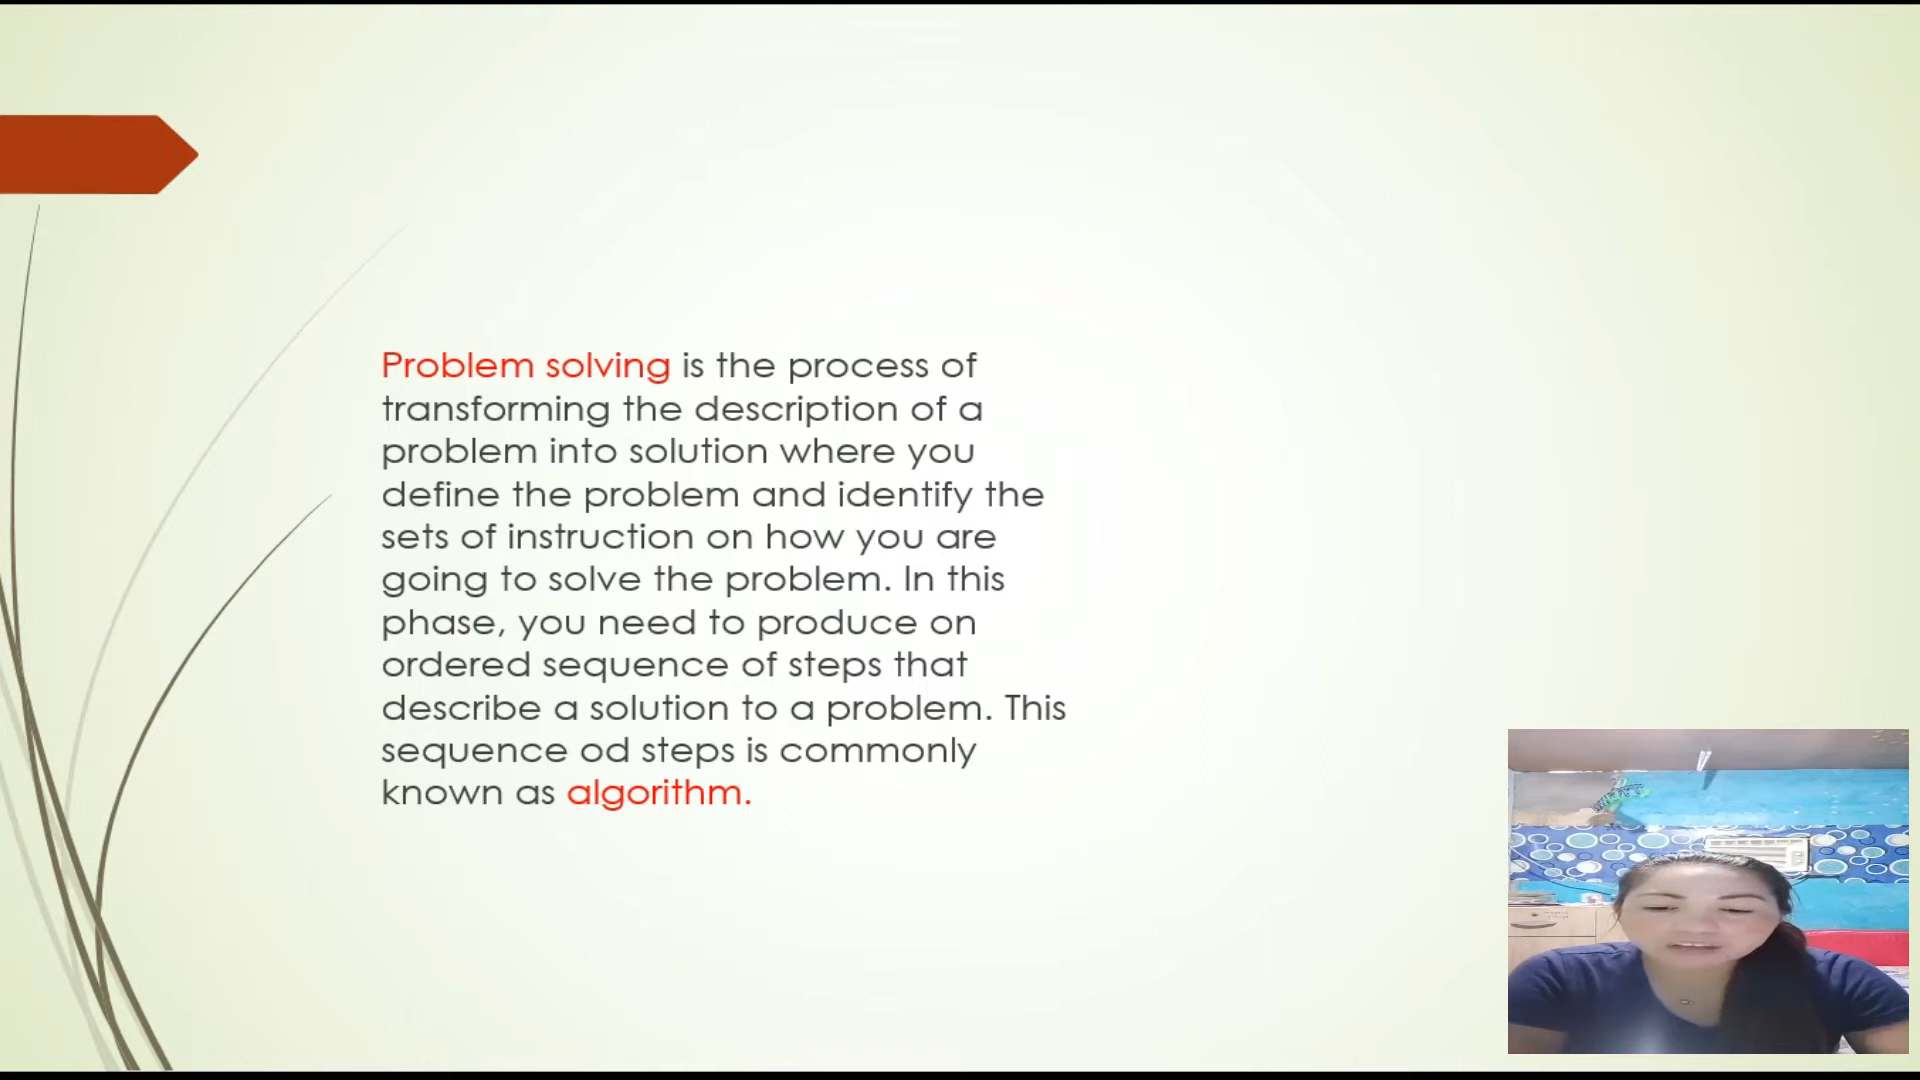 Problem solving is the process of
transforming the description of a
problem into solution where you
define the problem and identify the
sets of instruction on how you are
going to solve the problem. In this
phase, you need to produce on
ordered sequence of steps that
describe a solution to a problem. This
sequence od steps is commonly
known as algorithm.